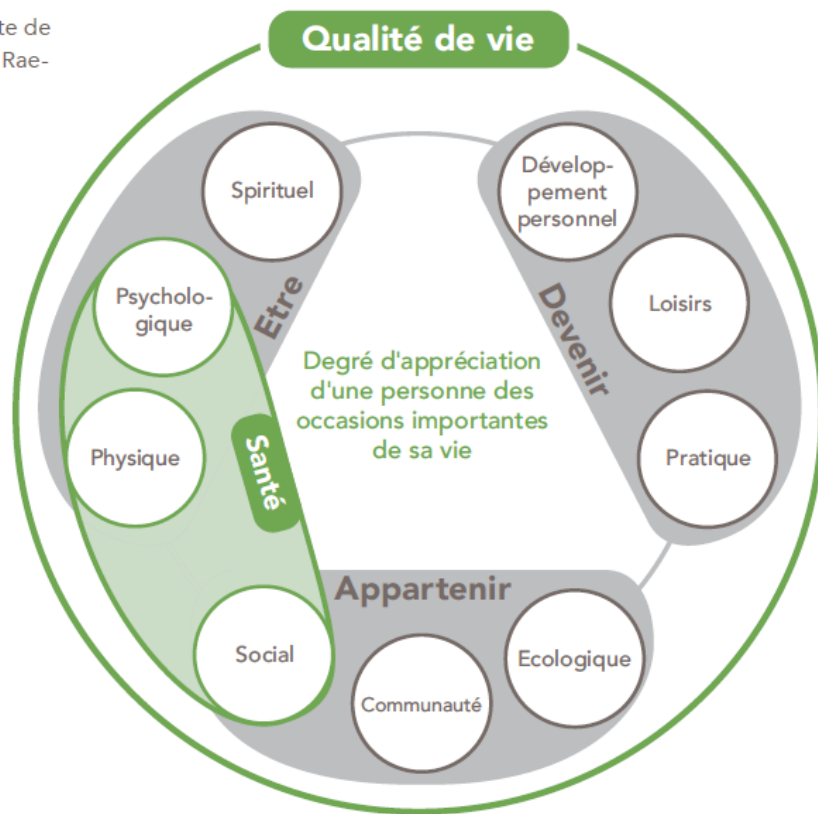 te de
Rae-
Qualité de vie
Spirituel
Psycholo-
gique
Physique
Etre
Santé
Dévelop-
pement
personnel
Loisirs
Pratique
Devenir
Degré d'appréciation
d'une personne des
occasions importantes
de sa vie
Appartenir
Social
Communauté
Ecologique